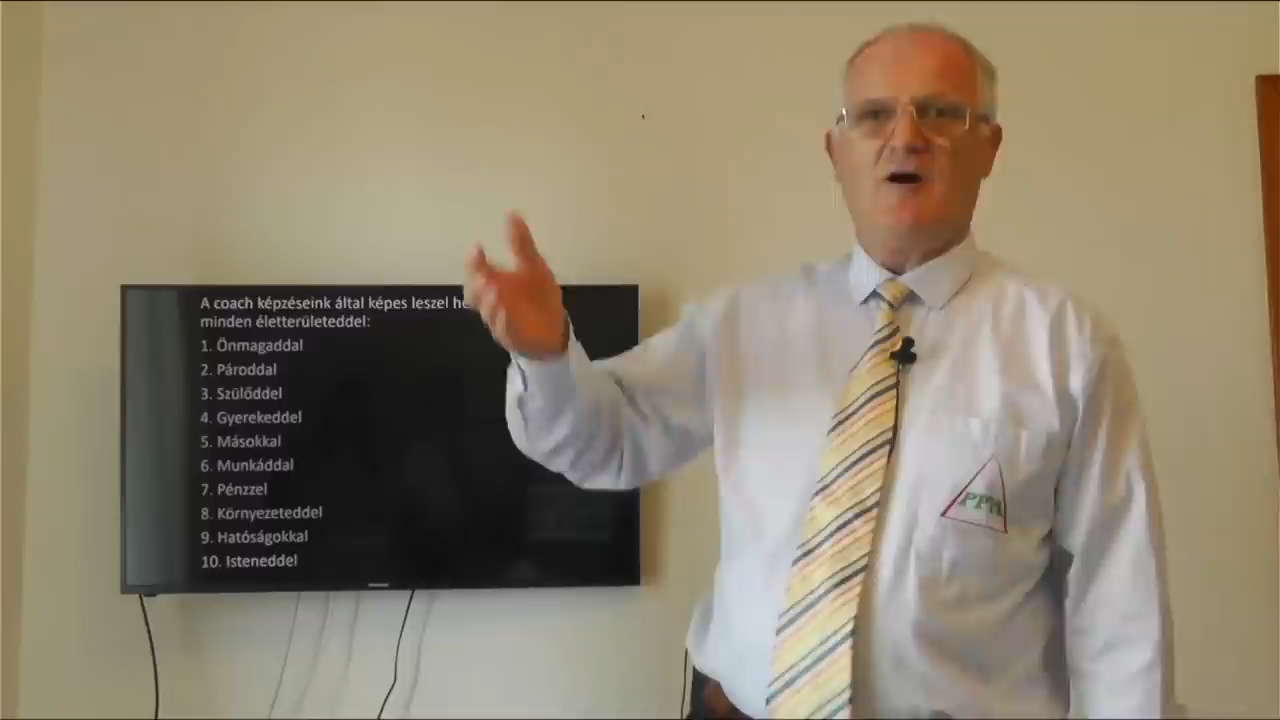 A coach képzéseink által képes leszel
minden életterületeddel:
1. Önmagaddal
2. Pároddal
3. Szülőddel
4. Gyerekeddel
5. Másokkal
6. Munkáddal
7. Pénzzel
8. Környezeteddel
9. Hatóságokkal
10. Isteneddel